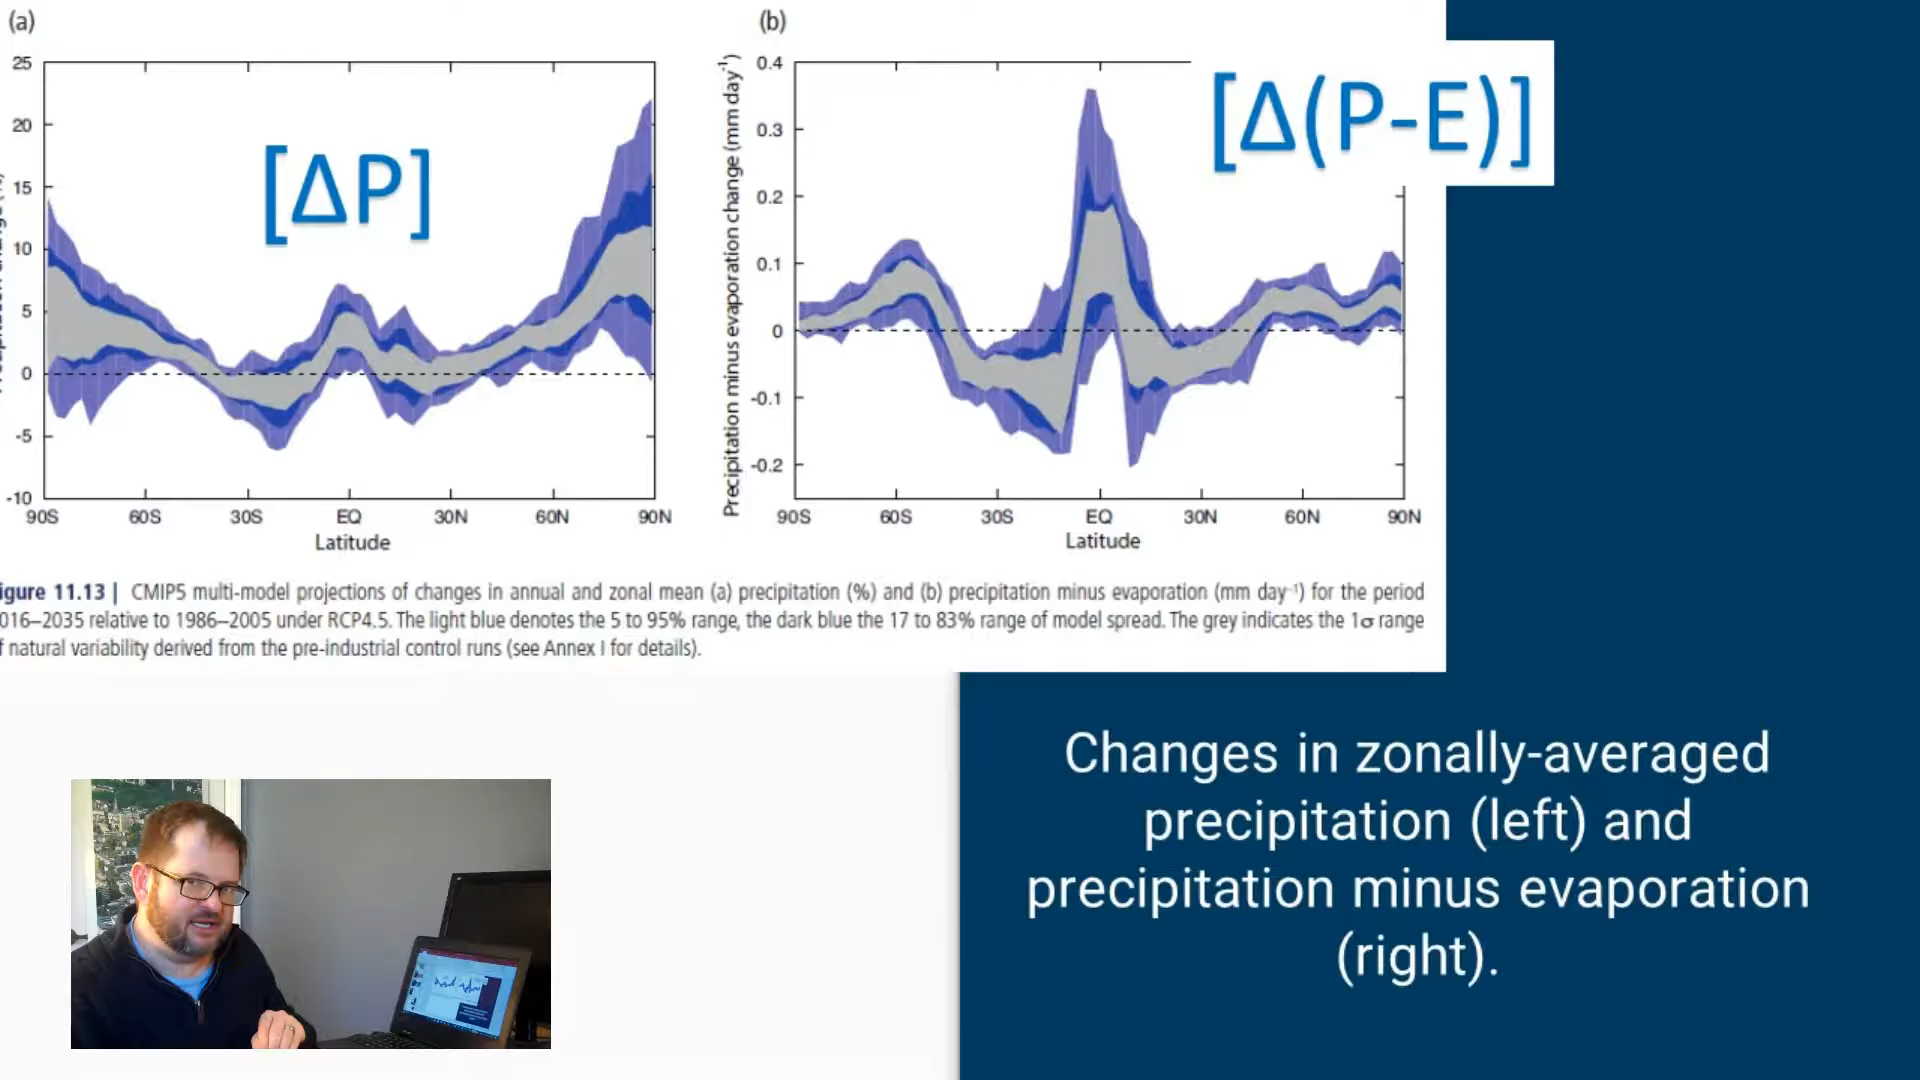 (a)
25
20
15
10
5
0
-5
-10
90S 60S 30S EQ 30N 60N 90N
Latitude
[ΔP]
(b)
Precipitation minus evaporation change (mm day⁻¹)
0.4
0.3
0.2
0.1
0
-0.1
-0.2
90S 60S 30S EQ 30N 60N 90N
Latitude
[Δ(P-E)]
igure 11.13 | CMIP5 multi-model projections of changes in annual and zonal mean (a) precipitation (%) and (b) precipitation minus evaporation (mm day⁻¹) for the period
016–2035 relative to 1986–2005 under RCP4.5. The light blue denotes the 5 to 95% range, the dark blue the 17 to 83% range of model spread. The grey indicates the 1σ range
f natural variability derived from the pre-industrial control runs (see Annex I for details).
Changes in zonally-averaged
precipitation (left) and
precipitation minus evaporation
(right).